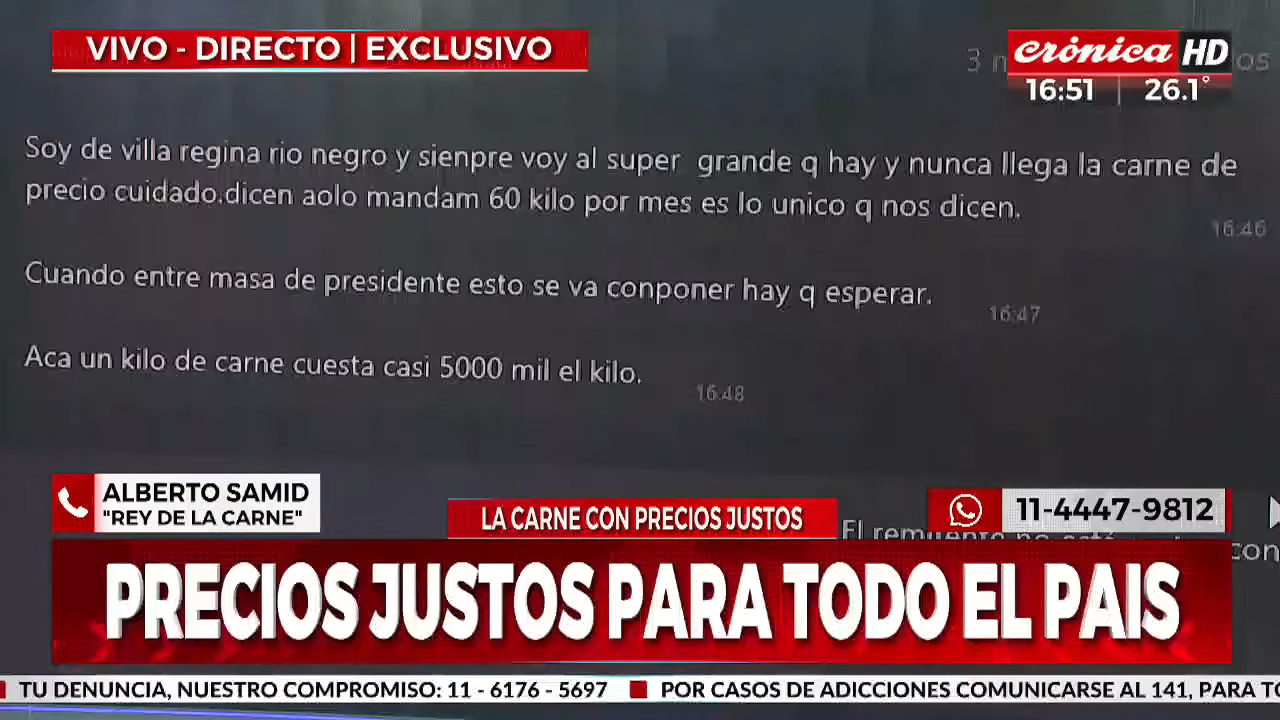 VIVO - DIRECTO | EXCLUSIVO
crónica HD
16:51 | 26.1°
Soy de villa regina rio negro y sienpre voy al super grande q hay y nunca llega la carne de
precio cuidado.dicen aolo mandam 60 kilo por mes es lo unico q nos dicen.
16:46
Cuando entre masa de presidente esto se va conponer hay q esperar.
16:47
Aca un kilo de carne cuesta casi 5000 mil el kilo.
16:48
ALBERTO SAMID
"REY DE LA CARNE"
LA CARNE CON PRECIOS JUSTOS
11-4447-9812
El
PRECIOS JUSTOS PARA TODO EL PAIS
TU DENUNCIA, NUESTRO COMPROMISO: 11 - 6176 - 5697 POR CASOS DE ADICCIONES COMUNICARSE AL 141, PARA